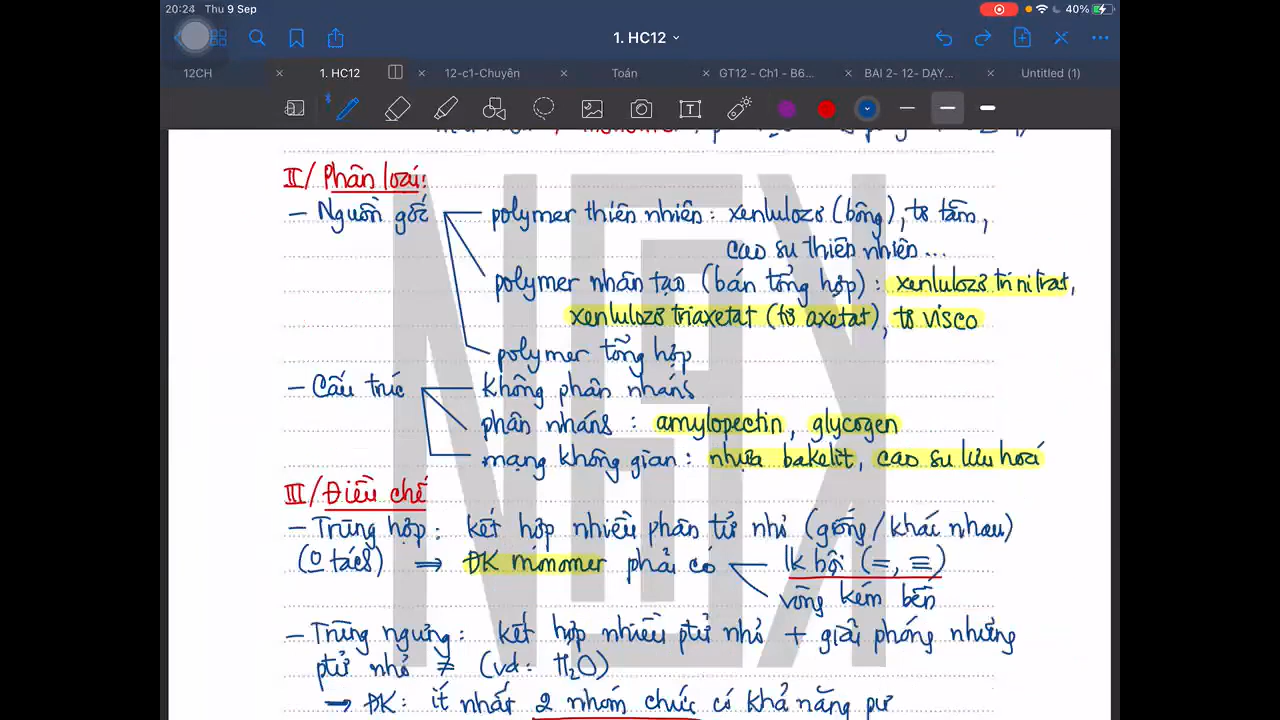 20:24 Thu 9 Sep 40%
1. HC12
12CH 1. HC12 12-c1-Chuyên Toán GT12 - Ch1 - B6... BAI 2- 12- DAY... Untitled (1)
II/ Phân loại:
- Nguồn gốc polymer thiên nhiên: xenlulozơ (bông), tơ tằm,
cao su thiên nhiên...
polymer nhân tạo (bán tổng hợp): xenlulozơ trinitrat,
xenlulozơ triaxetat (tơ axetat), tơ visco
polymer tổng hợp
- Cấu trúc không phân nhánh
phân nhánh: amylopectin, glycogen
mạng không gian: nhựa bakelit, cao su lưu hoá
III/ Điều chế
- Trùng hợp: kết hợp nhiều phân tử nhỏ (giống/khác nhau)
(0 tách) ⇒ ĐK monomer phải có lk bội (=, ≡)
vòng kém bền
- Trùng ngưng: kết hợp nhiều ptử nhỏ + giải phóng những
ptử nhỏ ≠ (vd: H₂O)
→ ĐK: ít nhất 2 nhóm chức có khả năng pư
NEK